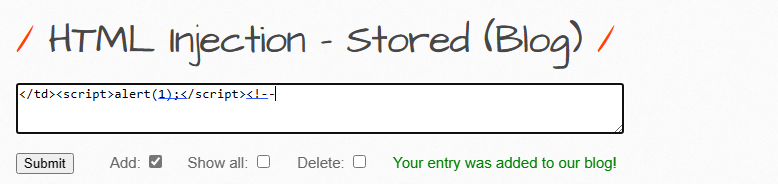 / HTML Injection - Stored (Blog) /
</td><script>alert(1);</script><!--
Submit Add: Show all: Delete: Your entry was added to our blog!